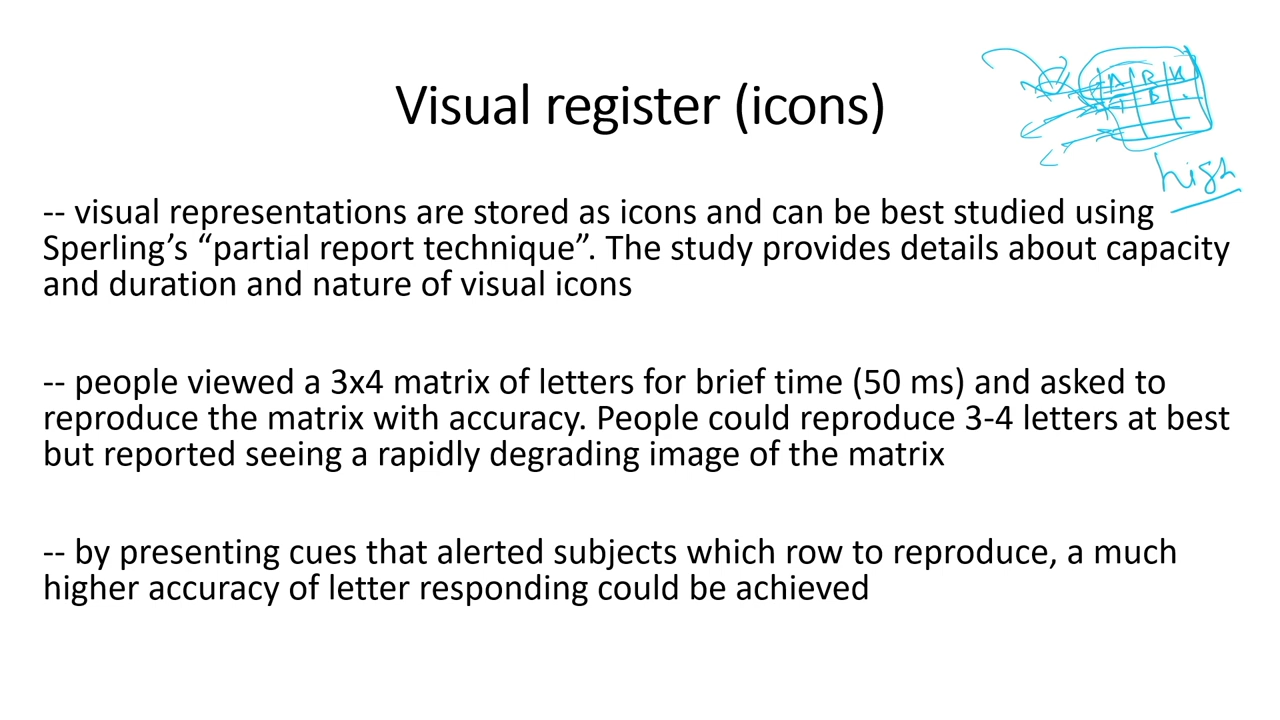 Visual register (icons)
high
-- visual representations are stored as icons and can be best studied using
Sperling’s “partial report technique”. The study provides details about capacity
and duration and nature of visual icons
-- people viewed a 3x4 matrix of letters for brief time (50 ms) and asked to
reproduce the matrix with accuracy. People could reproduce 3-4 letters at best
but reported seeing a rapidly degrading image of the matrix
-- by presenting cues that alerted subjects which row to reproduce, a much
higher accuracy of letter responding could be achieved